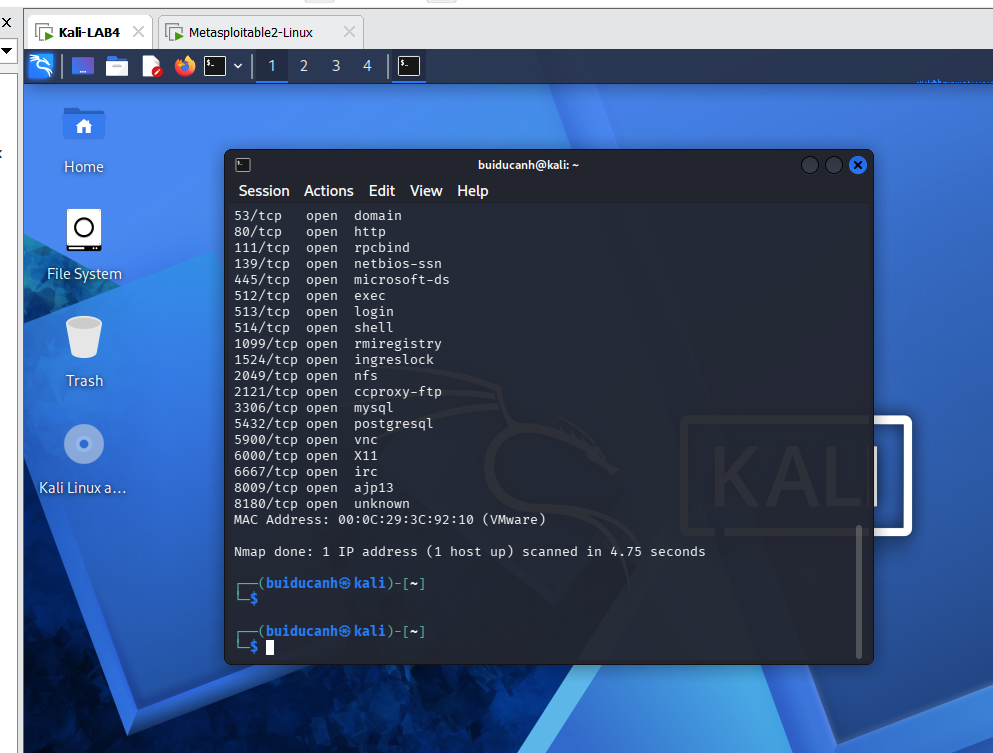 Kali-LAB4
Metasploitable2-Linux
1 2 3 4
Home
File System
Trash
Kali Linux a...
buiducanh@kali: ~
Session Actions Edit View Help
53/tcp open domain
80/tcp open http
111/tcp open rpcbind
139/tcp open netbios-ssn
445/tcp open microsoft-ds
512/tcp open exec
513/tcp open login
514/tcp open shell
1099/tcp open rmiregistry
1524/tcp open ingreslock
2049/tcp open nfs
2121/tcp open ccproxy-ftp
3306/tcp open mysql
5432/tcp open postgresql
5900/tcp open vnc
6000/tcp open X11
6667/tcp open irc
8009/tcp open ajp13
8180/tcp open unknown
MAC Address: 00:0C:29:3C:92:10 (VMware)
Nmap done: 1 IP address (1 host up) scanned in 4.75 seconds
┌──(buiducanh㉿kali)-[~]
└─$
┌──(buiducanh㉿kali)-[~]
└─$
KALI